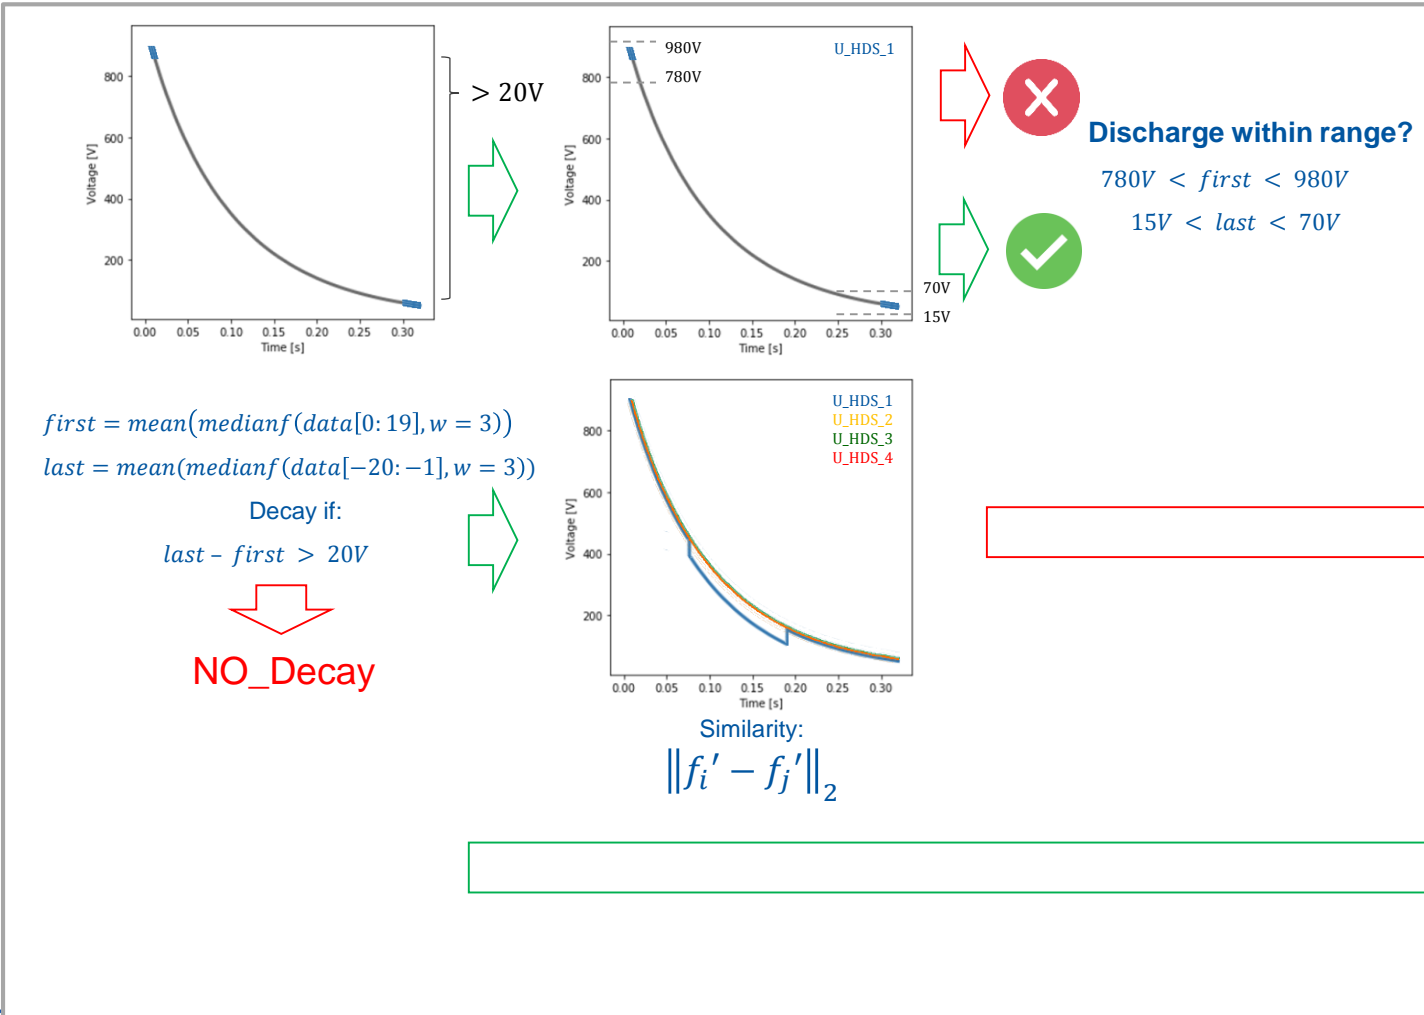 800
600
400
200
Voltage [V]
0.00 0.05 0.10 0.15 0.20 0.25 0.30
Time [s]
> 20V
980V
780V
U_HDS_1
800
600
400
200
Voltage [V]
70V
15V
0.00 0.05 0.10 0.15 0.20 0.25 0.30
Time [s]
Discharge within range?
780V < first < 980V
15V < last < 70V
first = mean(medianf(data[0:19], w = 3))
last = mean(medianf(data[−20:−1], w = 3))
Decay if:
last – first > 20V
NO_Decay
U_HDS_1
U_HDS_2
U_HDS_3
U_HDS_4
800
600
400
200
Voltage [V]
0.00 0.05 0.10 0.15 0.20 0.25 0.30
Time [s]
Similarity:
‖fᵢ′ − fⱼ′‖₂